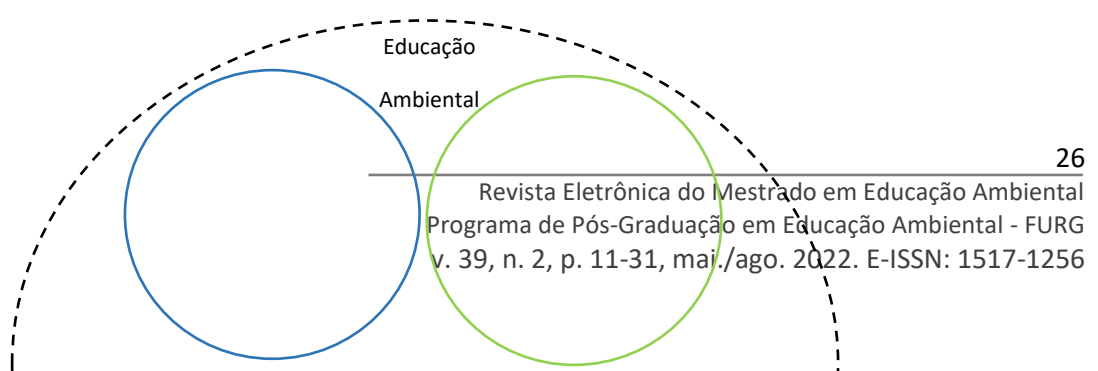 Educação
Ambiental
26
Revista Eletrônica do Mestrado em Educação Ambiental
Programa de Pós-Graduação em Educação Ambiental - FURG
v. 39, n. 2, p. 11-31, mai./ago. 2022. E-ISSN: 1517-1256